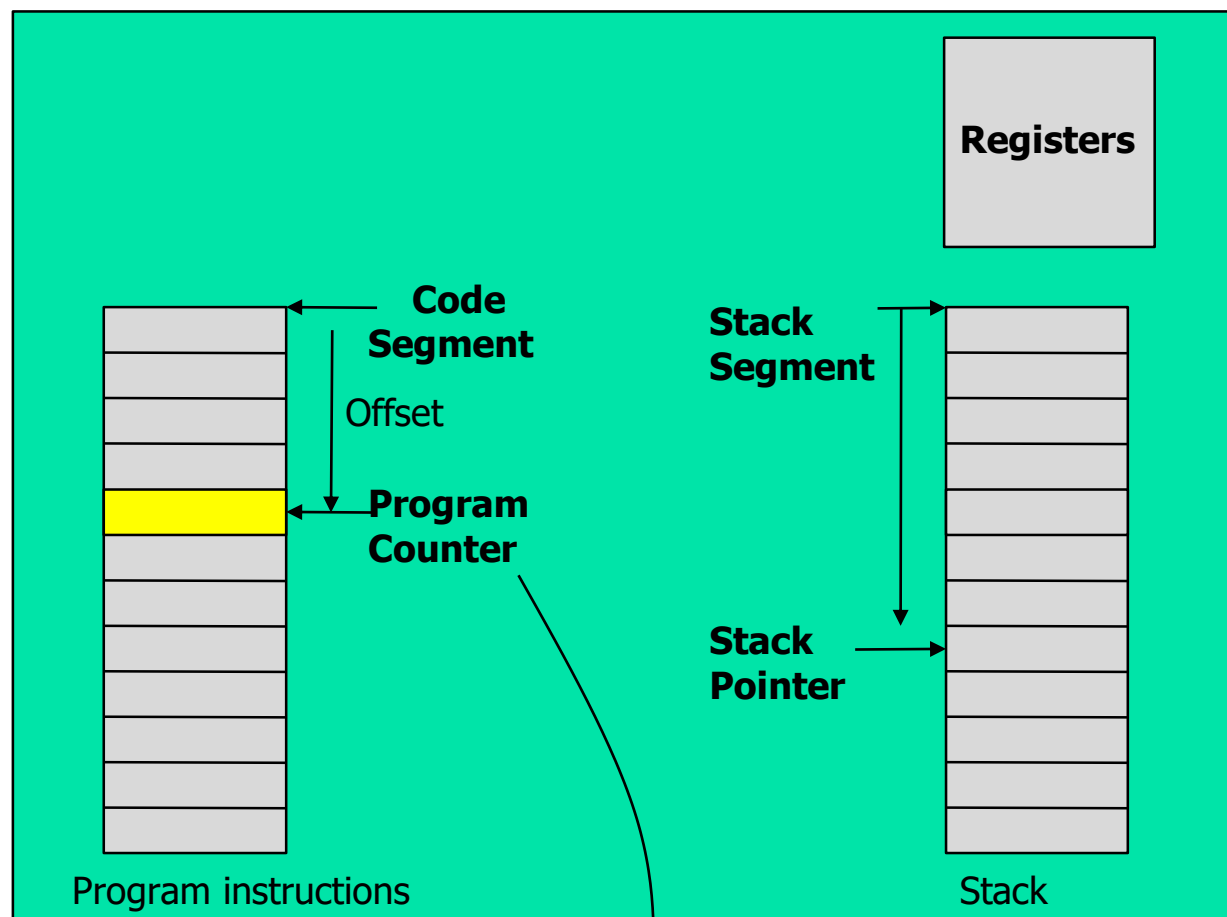 Registers
Code
Segment
Offset
Program
Counter
Stack
Segment
Stack
Pointer
Program instructions
Stack